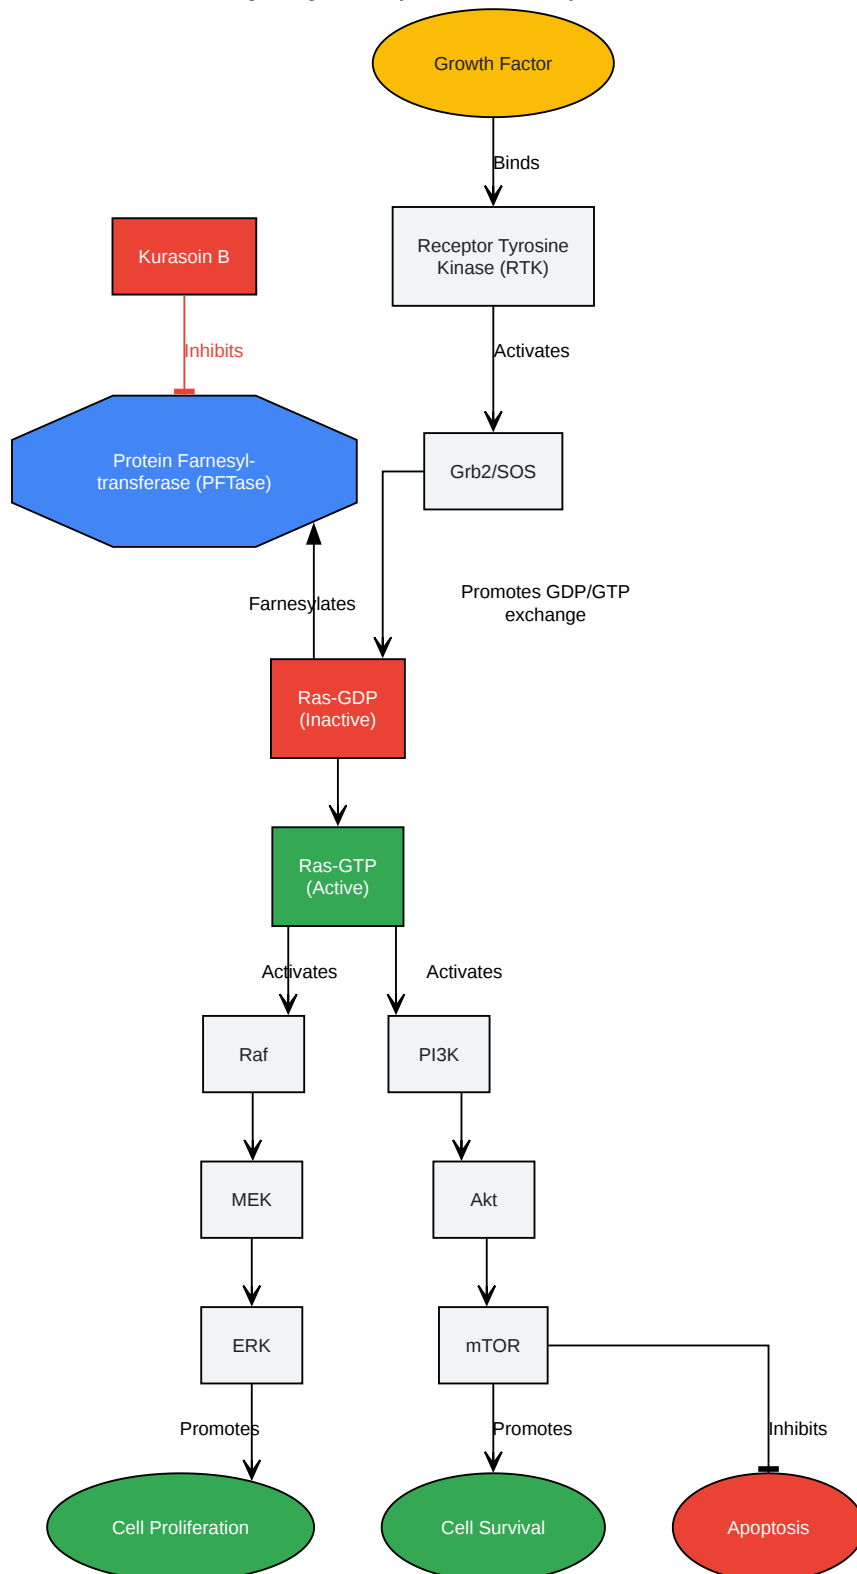 Growth Factor
Binds
Receptor Tyrosine
Kinase (RTK)
Kurasoin B
Inhibits
Activates
Protein Farnesyl-
transferase (PFTase)
Grb2/SOS
Farnesylates
Promotes GDP/GTP
exchange
Ras-GDP
(Inactive)
Ras-GTP
(Active)
Activates
Activates
Raf
PI3K
MEK
Akt
ERK
mTOR
Promotes
Promotes
Inhibits
Cell Proliferation
Cell Survival
Apoptosis